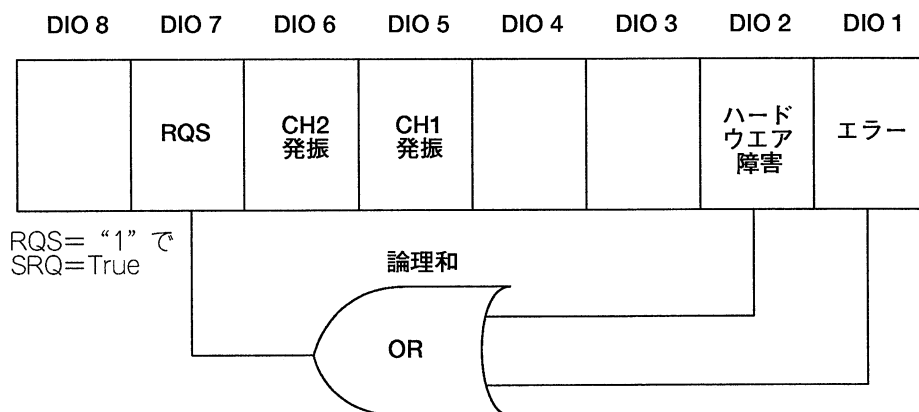 DIO 8 DIO 7 DIO 6 DIO 5 DIO 4 DIO 3 DIO 2 DIO 1
RQS
CH2
発振
CH1
発振
ハード
ウエア
障害
エラー
RQS= “1” で
SRQ=True
論理和
OR